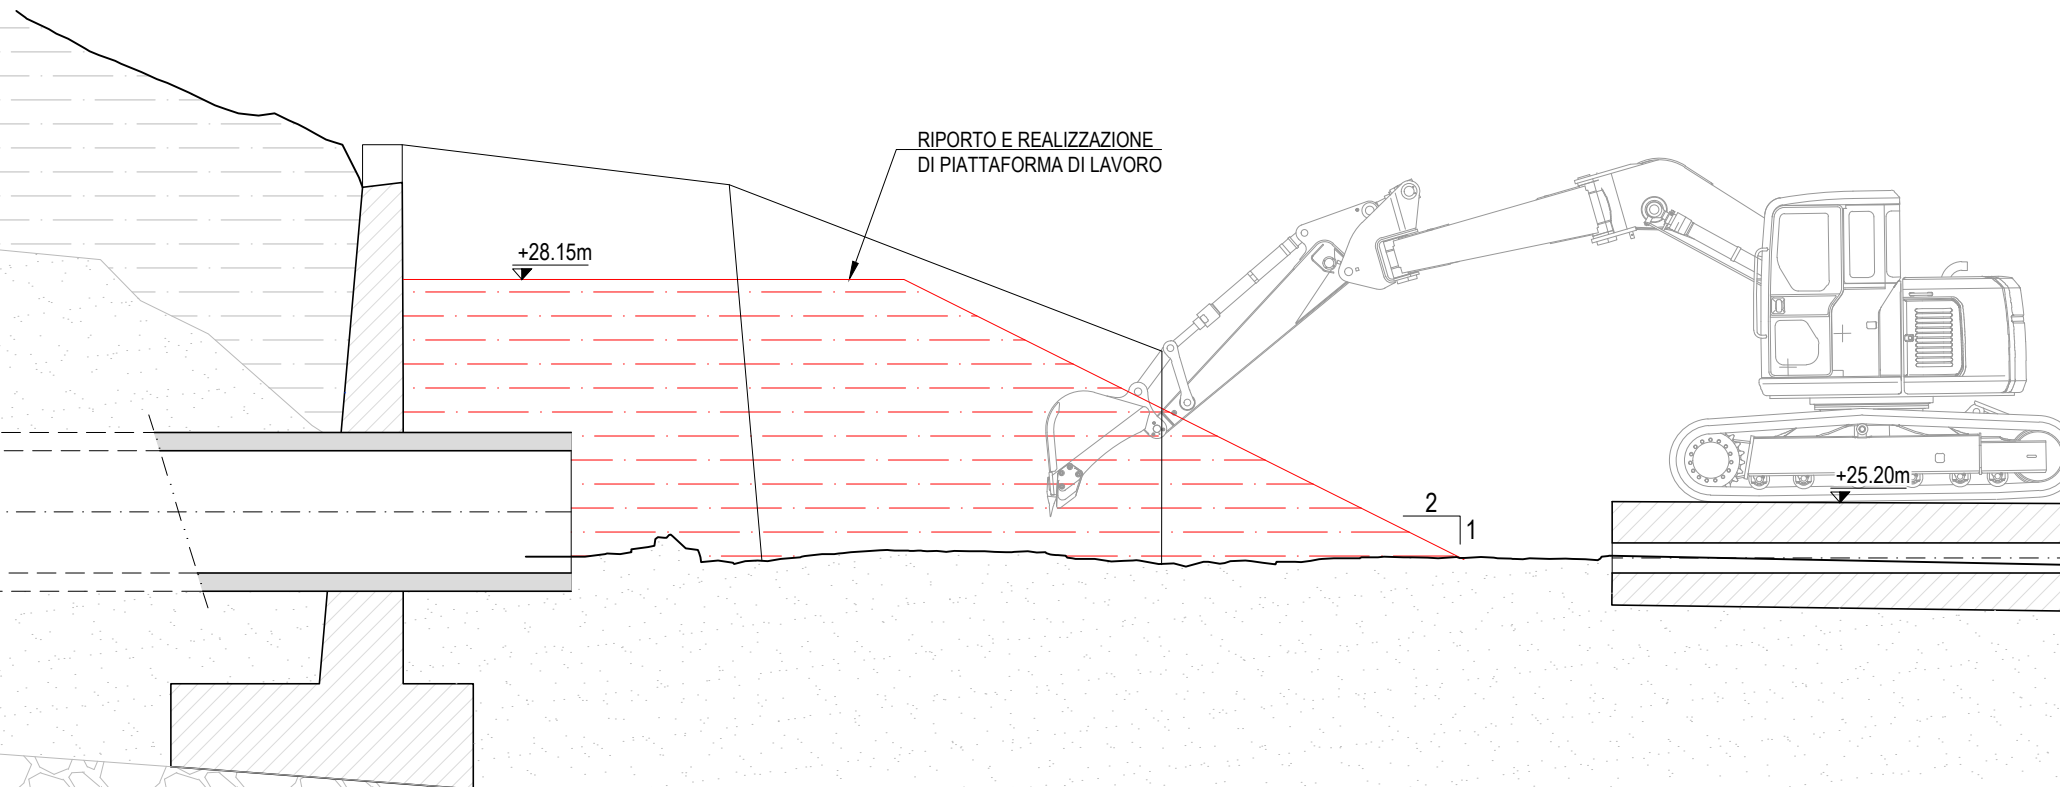 RIPORTO E REALIZZAZIONE
DI PIATTAFORMA DI LAVORO
+28.15m
+25.20m
2
1